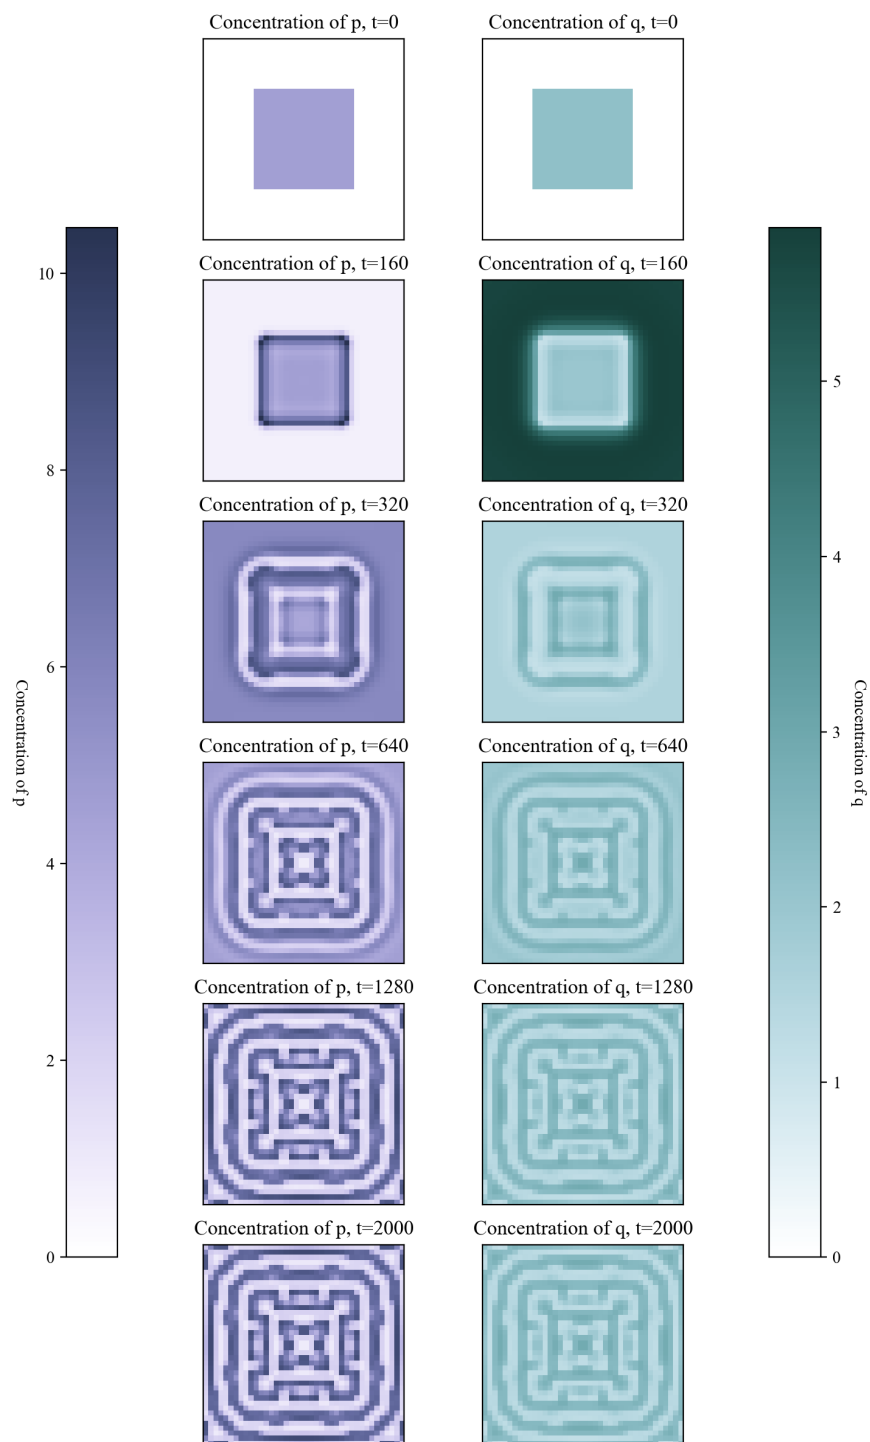 Concentration of p, t=0
Concentration of q, t=0
Concentration of p, t=160
Concentration of q, t=160
Concentration of p, t=320
Concentration of q, t=320
Concentration of p, t=640
Concentration of q, t=640
Concentration of p, t=1280
Concentration of q, t=1280
Concentration of p, t=2000
Concentration of q, t=2000
10
8
6
4
2
0
Concentration of p
5
4
3
2
1
0
Concentration of q